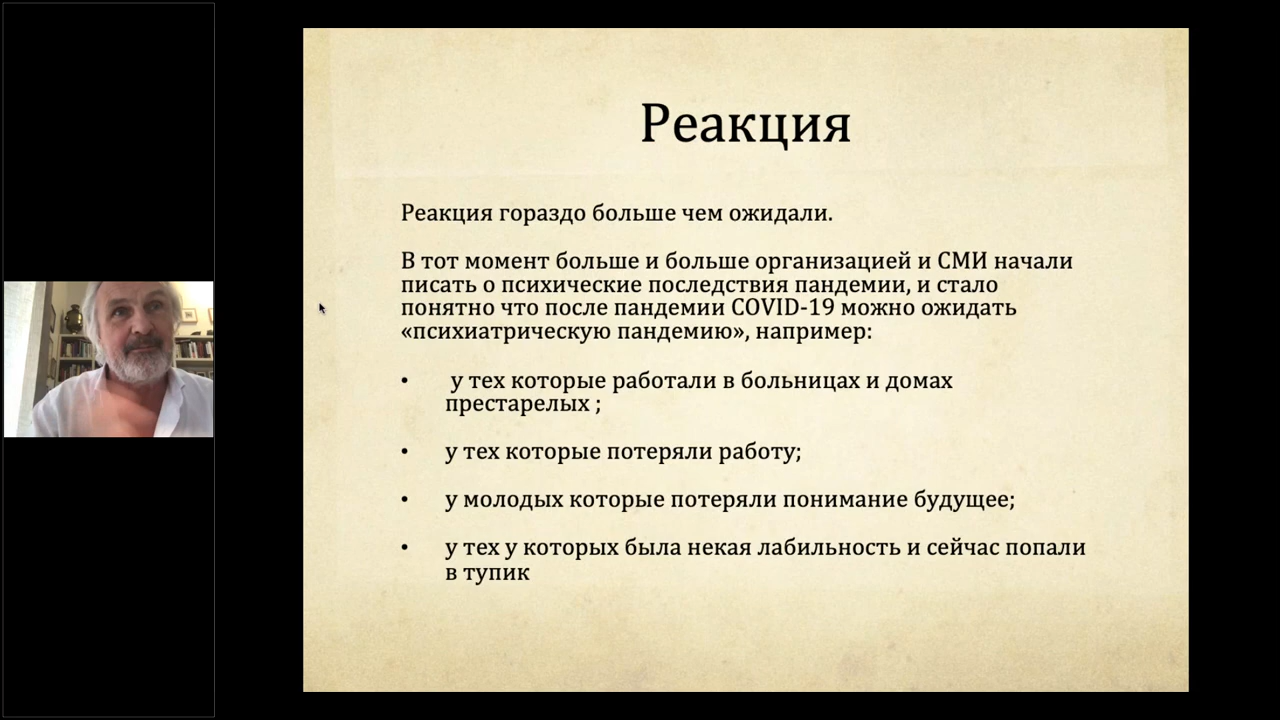 Реакция
Реакция гораздо больше чем ожидали.
В тот момент больше и больше организацией и СМИ начали
писать о психические последствия пандемии, и стало
понятно что после пандемии COVID-19 можно ожидать
«психиатрическую пандемию», например:
• у тех которые работали в больницах и домах
престарелых ;
• у тех которые потеряли работу;
• у молодых которые потеряли понимание будущее;
• у тех у которых была некая лабильность и сейчас попали
в тупик